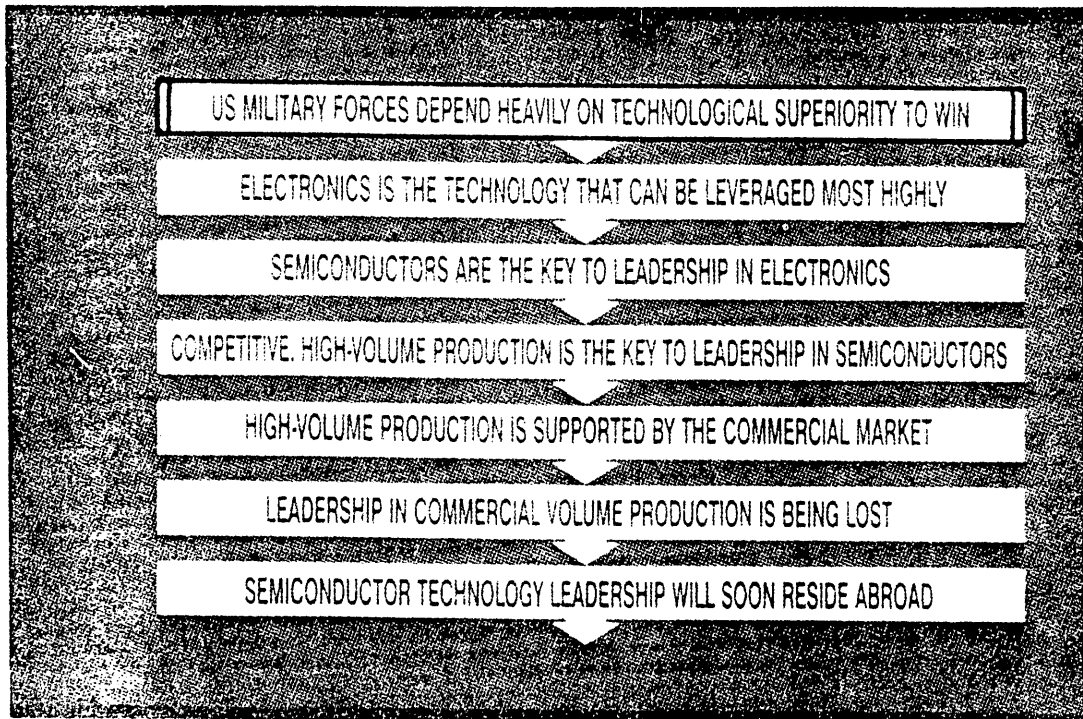 US MILITARY FORCES DEPEND HEAVILY ON TECHNOLOGICAL SUPERIORITY TO WIN
ELECTRONICS IS THE TECHNOLOGY THAT CAN BE LEVERAGED MOST HIGHLY
SEMICONDUCTORS ARE THE KEY TO LEADERSHIP IN ELECTRONICS
COMPETITIVE, HIGH-VOLUME PRODUCTION IS THE KEY TO LEADERSHIP IN SEMICONDUCTORS
HIGH-VOLUME PRODUCTION IS SUPPORTED BY THE COMMERCIAL MARKET
LEADERSHIP IN COMMERCIAL VOLUME PRODUCTION IS BEING LOST
SEMICONDUCTOR TECHNOLOGY LEADERSHIP WILL SOON RESIDE ABROAD